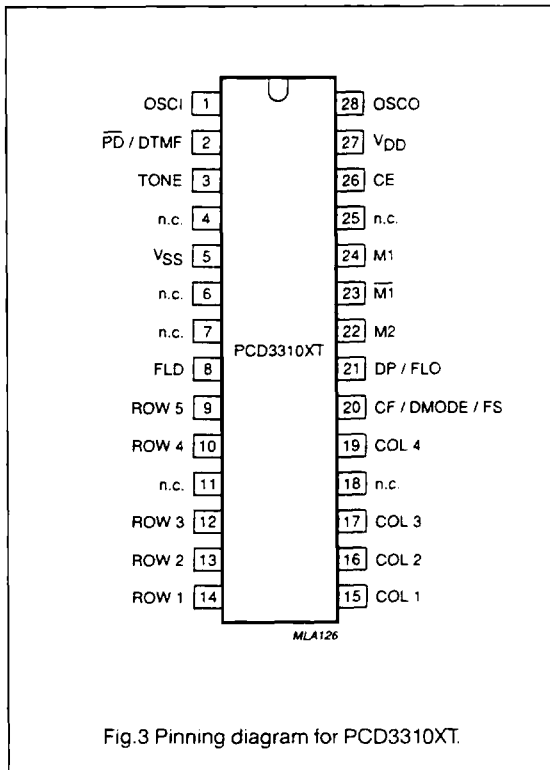 OSCI 1 28 OSCO
P̅D̅ / DTMF 2 27 VDD
TONE 3 26 CE
n.c. 4 25 n.c.
VSS 5 24 M1
n.c. 6 23 M̅1̅
n.c. 7 22 M2
PCD3310XT
FLD 8 21 DP / FLO
ROW 5 9 20 CF / DMODE / FS
ROW 4 10 19 COL 4
n.c. 11 18 n.c.
ROW 3 12 17 COL 3
ROW 2 13 16 COL 2
ROW 1 14 15 COL 1
MLA126
Fig.3 Pinning diagram for PCD3310XT.